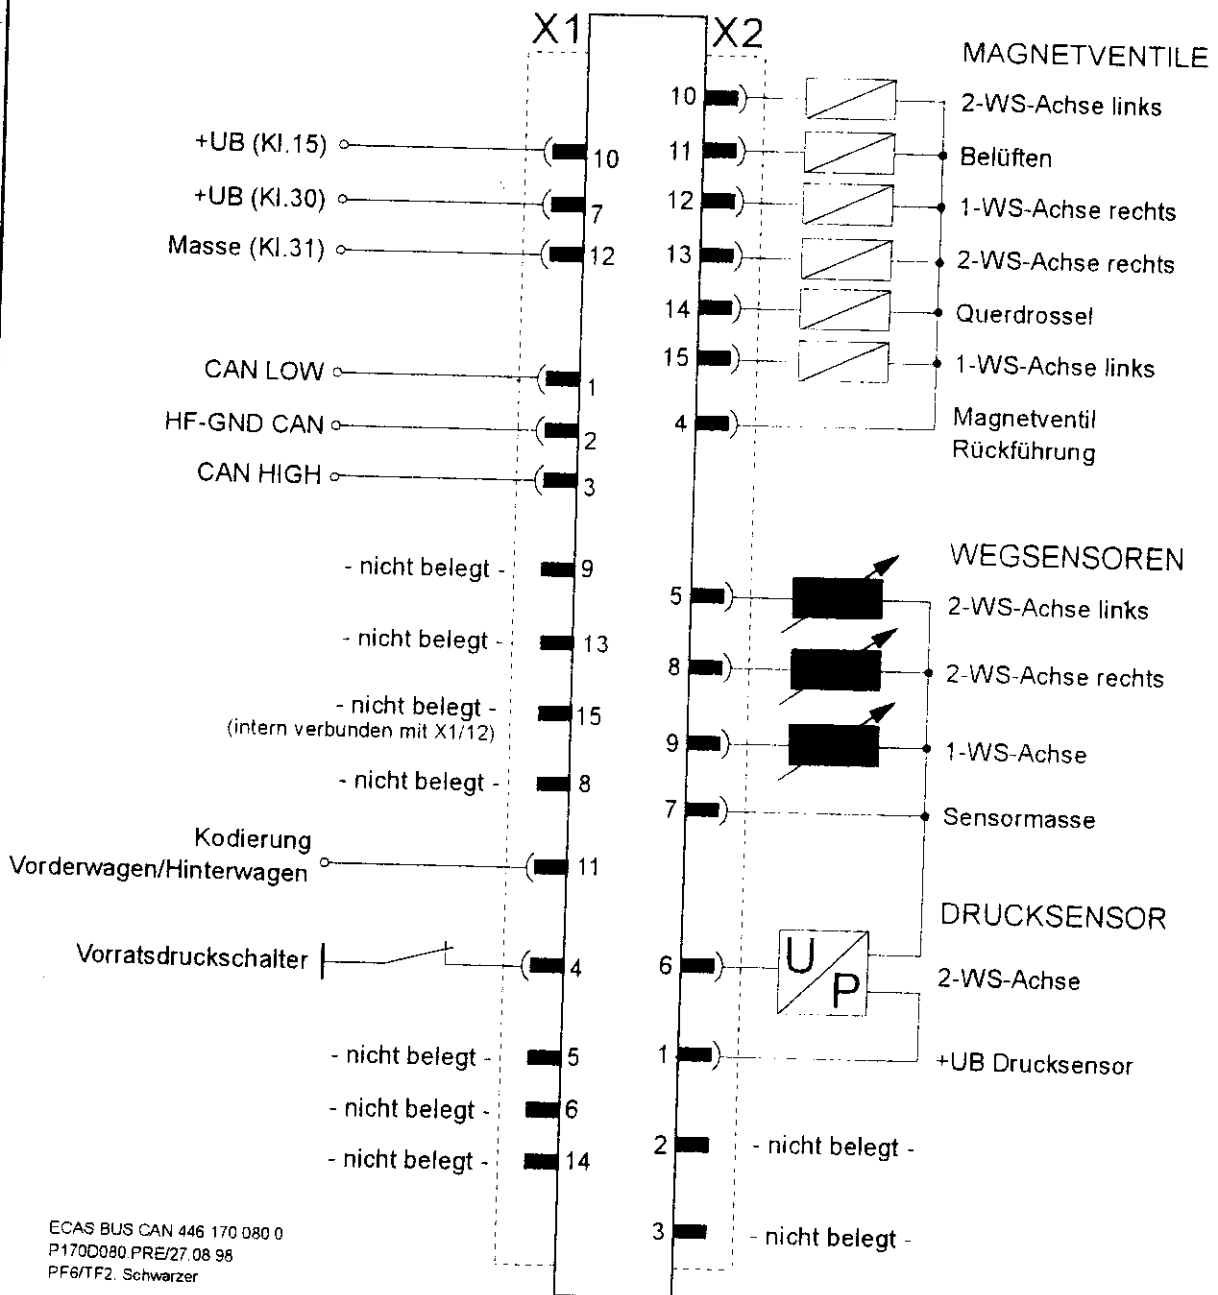 X1
X2
MAGNETVENTILE
10
2-WS-Achse links
+UB (Kl.15)
10
11
Belüften
+UB (Kl.30)
7
12
1-WS-Achse rechts
Masse (Kl.31)
12
13
2-WS-Achse rechts
14
Querdrossel
15
1-WS-Achse links
CAN LOW
1
4
Magnetventil
Rückführung
HF-GND CAN
2
CAN HIGH
3
WEGSENSOREN
- nicht belegt -
9
5
2-WS-Achse links
- nicht belegt -
13
8
2-WS-Achse rechts
- nicht belegt -
(intern verbunden mit X1/12)
15
9
1-WS-Achse
- nicht belegt -
8
7
Sensormasse
Kodierung
Vorderwagen/Hinterwagen
11
DRUCKSENSOR
Vorratsdruckschalter
4
6
U
P
2-WS-Achse
- nicht belegt -
5
1
+UB Drucksensor
- nicht belegt -
6
- nicht belegt -
14
2
- nicht belegt -
3
- nicht belegt -
ECAS BUS CAN 446 170 080 0
P170D080.PRE/27.08.98
PF6/TF2. Schwarzer